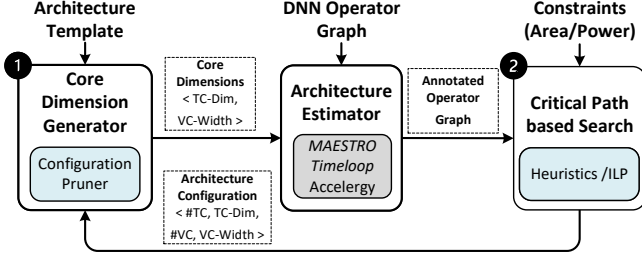 Architecture
Template
DNN Operator
Graph
Constraints
(Area/Power)
1
Core
Dimension
Generator
Configuration
Pruner
Core
Dimensions
< TC-Dim,
VC-Width >
Architecture
Configuration
< #TC, TC-Dim,
#VC, VC-Width >
Architecture
Estimator
MAESTRO
Timeloop
Accelergy
Annotated
Operator
Graph
2
Critical Path
based Search
Heuristics /ILP